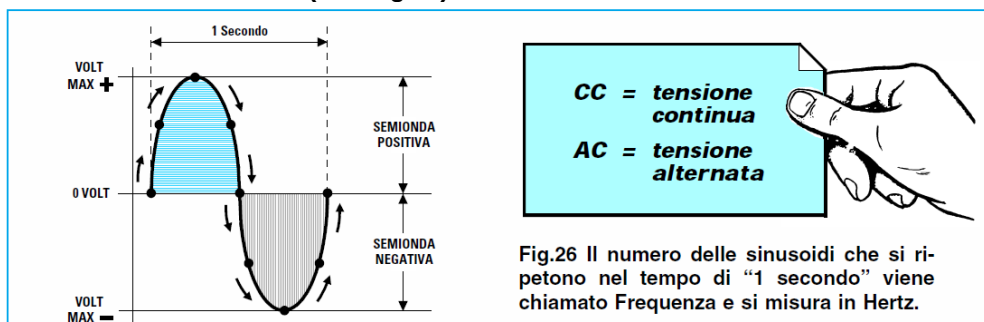 1 Secondo
VOLT
MAX +
SEMIONDA
POSITIVA
0 VOLT
SEMIONDA
NEGATIVA
VOLT
MAX –
CC = tensione
continua
AC = tensione
alternata
Fig.26 Il numero delle sinusoidi che si ri-
petono nel tempo di “1 secondo” viene
chiamato Frequenza e si misura in Hertz.